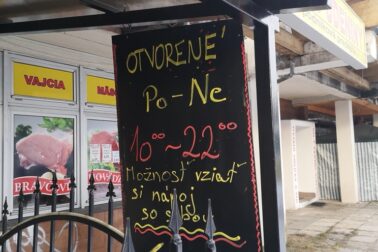 VAJCIA
OTVORENÉ
Po-Ne
10⁰⁰~22⁰⁰
Možnosť vziať
si nápoj
so sebou